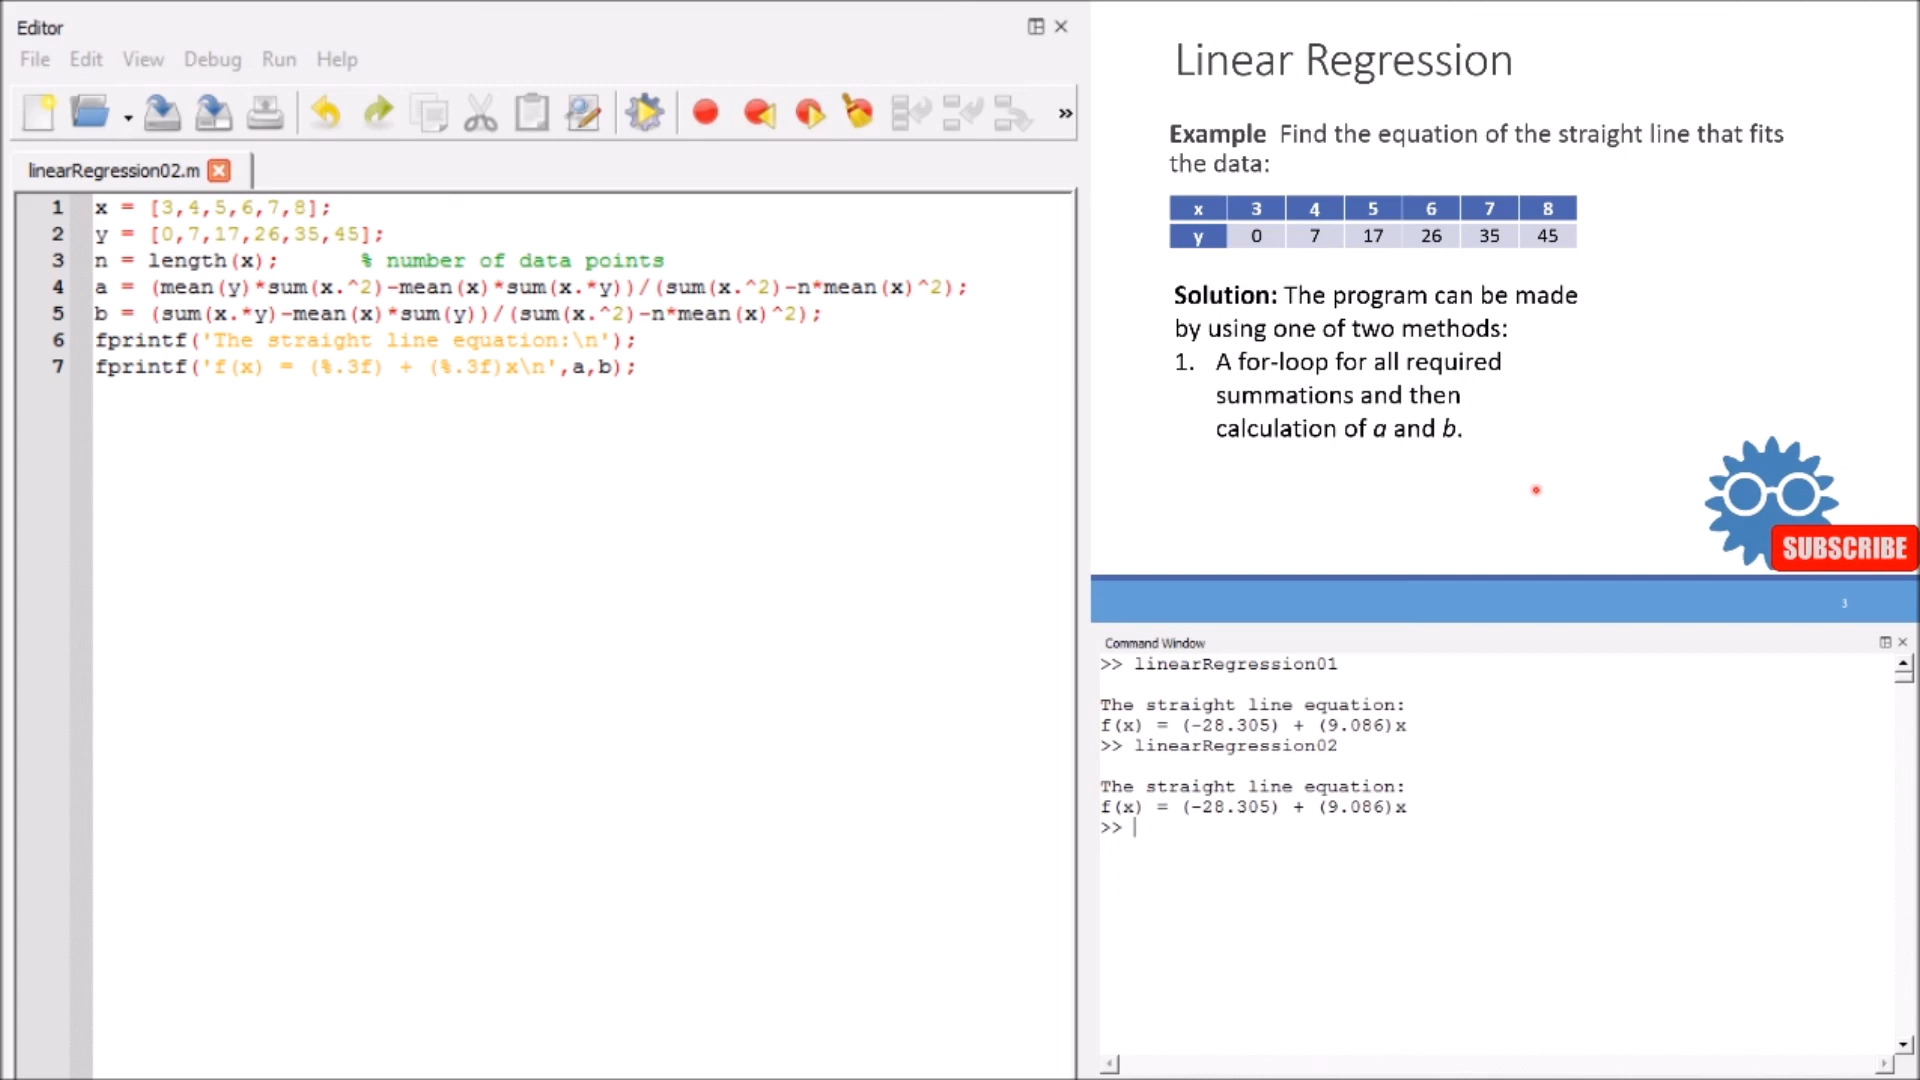 Editor
File Edit View Debug Run Help
»
linearRegression02.m
1 x = [3,4,5,6,7,8];
2 y = [0,7,17,26,35,45];
3 n = length(x);      % number of data points
4 a = (mean(y)*sum(x.^2)-mean(x)*sum(x.*y))/(sum(x.^2)-n*mean(x)^2);
5 b = (sum(x.*y)-mean(x)*sum(y))/(sum(x.^2)-n*mean(x)^2);
6 fprintf('The straight line equation:\n');
7 fprintf('f(x) = (%.3f) + (%.3f)x\n',a,b);
Linear Regression
Example Find the equation of the straight line that fits
the data:
x 3 4 5 6 7 8
y 0 7 17 26 35 45
Solution: The program can be made
by using one of two methods:
1. A for-loop for all required
summations and then
calculation of a and b.
SUBSCRIBE
3
Command Window
>> linearRegression01
The straight line equation:
f(x) = (-28.305) + (9.086)x
>> linearRegression02
The straight line equation:
f(x) = (-28.305) + (9.086)x
>>